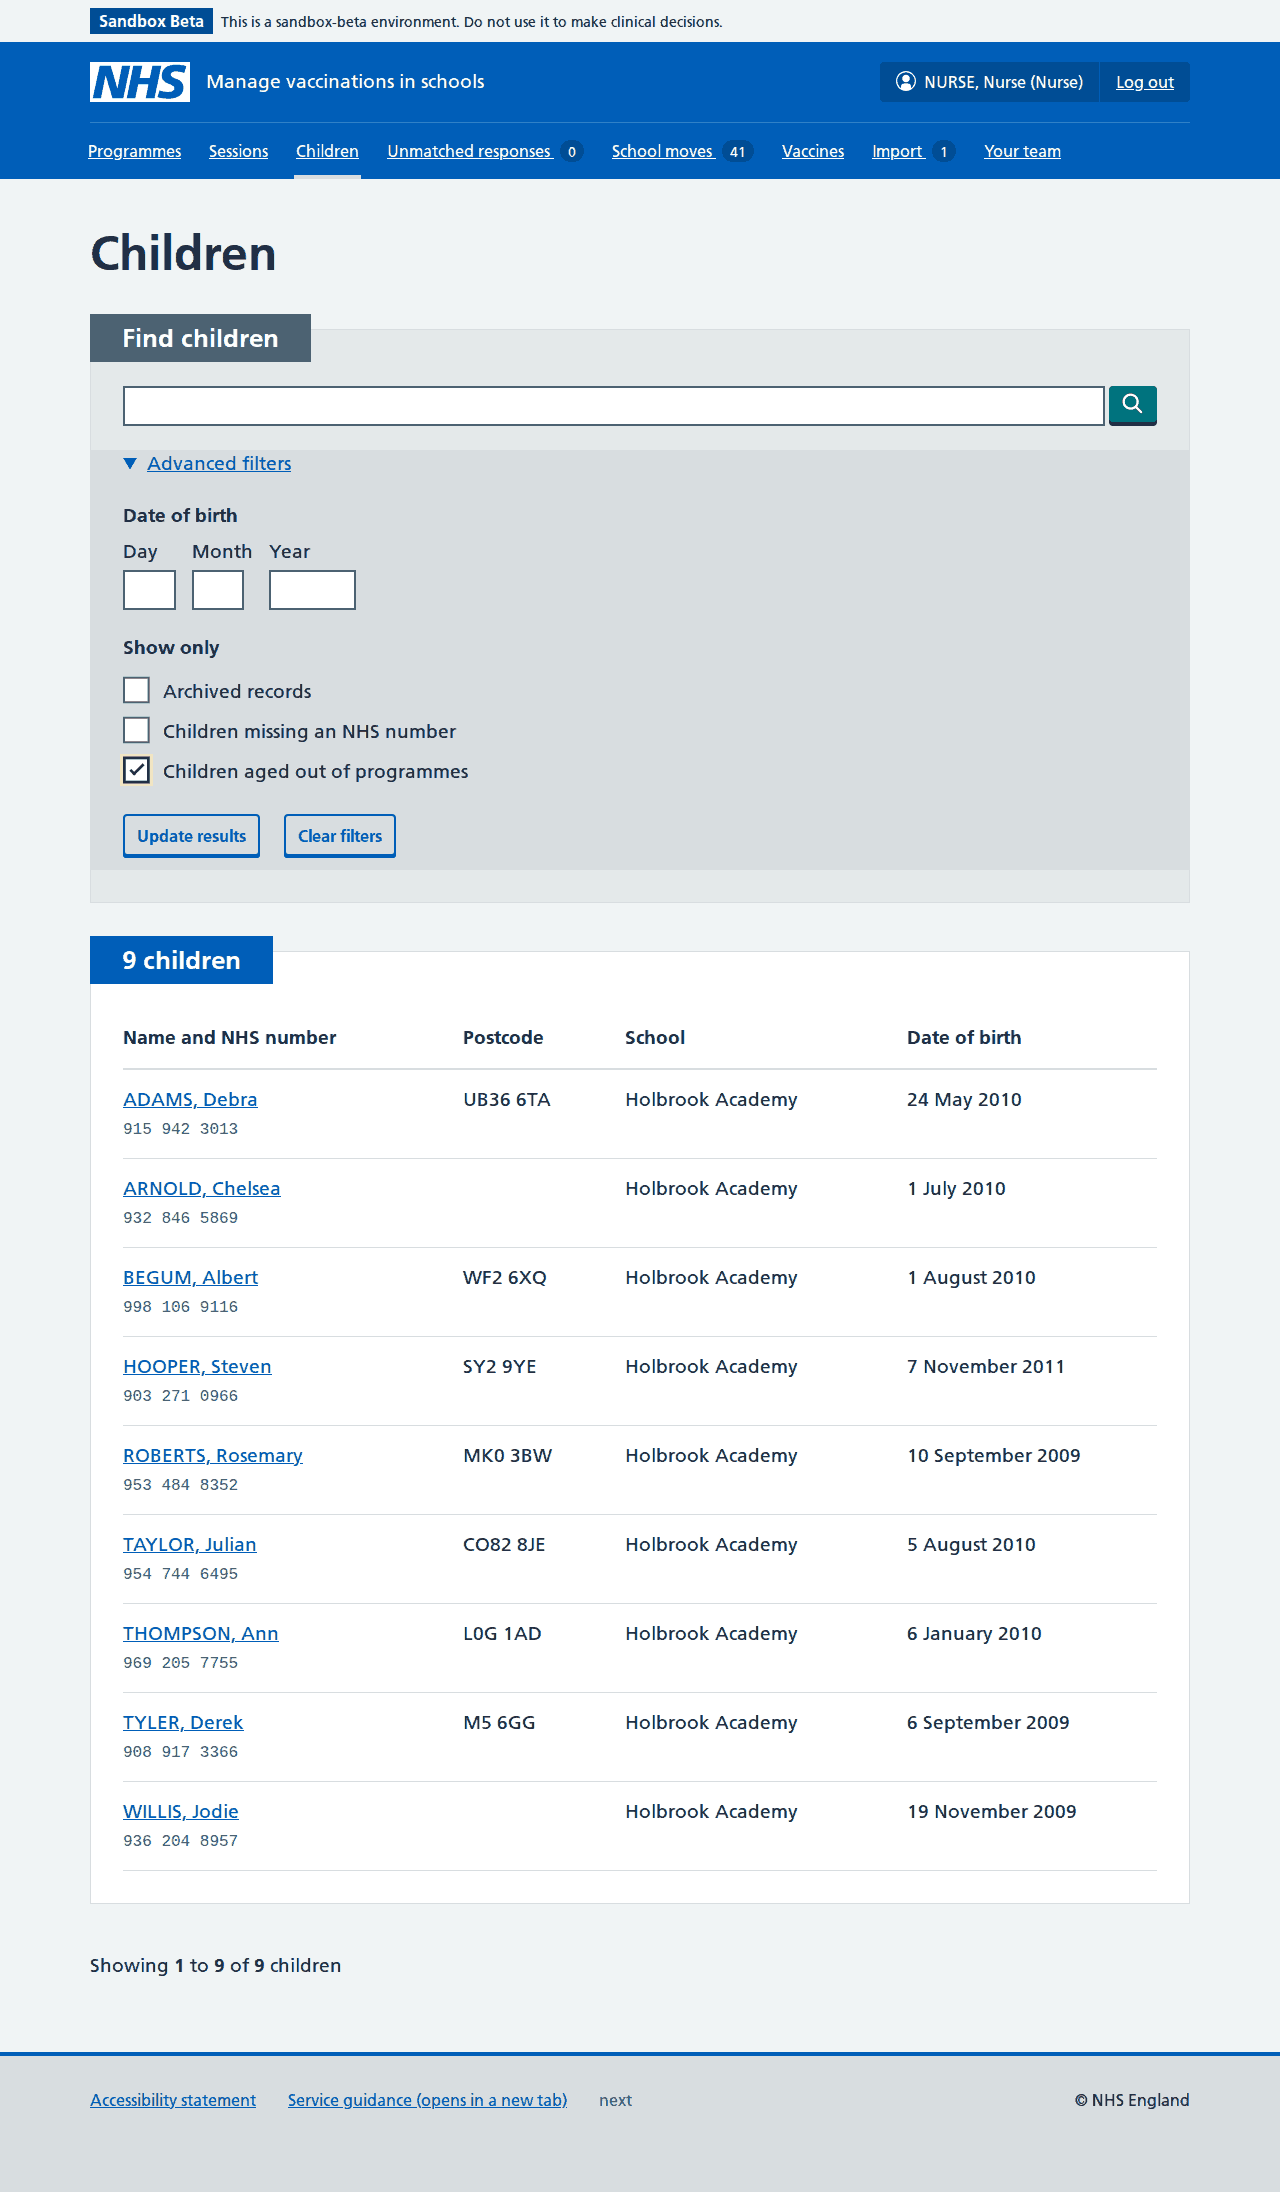 Sandbox Beta This is a sandbox-beta environment. Do not use it to make clinical decisions.
NHS Manage vaccinations in schools NURSE, Nurse (Nurse) Log out
Programmes Sessions Children Unmatched responses 0 School moves 41 Vaccines Import 1 Your team
Children
Find children
Advanced filters
Date of birth
Day Month Year
Show only
Archived records
Children missing an NHS number
Children aged out of programmes
Update results Clear filters
9 children
Name and NHS number Postcode School Date of birth
ADAMS, Debra UB36 6TA Holbrook Academy 24 May 2010
915 942 3013
ARNOLD, Chelsea Holbrook Academy 1 July 2010
932 846 5869
BEGUM, Albert WF2 6XQ Holbrook Academy 1 August 2010
998 106 9116
HOOPER, Steven SY2 9YE Holbrook Academy 7 November 2011
903 271 0966
ROBERTS, Rosemary MK0 3BW Holbrook Academy 10 September 2009
953 484 8352
TAYLOR, Julian CO82 8JE Holbrook Academy 5 August 2010
954 744 6495
THOMPSON, Ann L0G 1AD Holbrook Academy 6 January 2010
969 205 7755
TYLER, Derek M5 6GG Holbrook Academy 6 September 2009
908 917 3366
WILLIS, Jodie Holbrook Academy 19 November 2009
936 204 8957
Showing 1 to 9 of 9 children
Accessibility statement Service guidance (opens in a new tab) next © NHS England